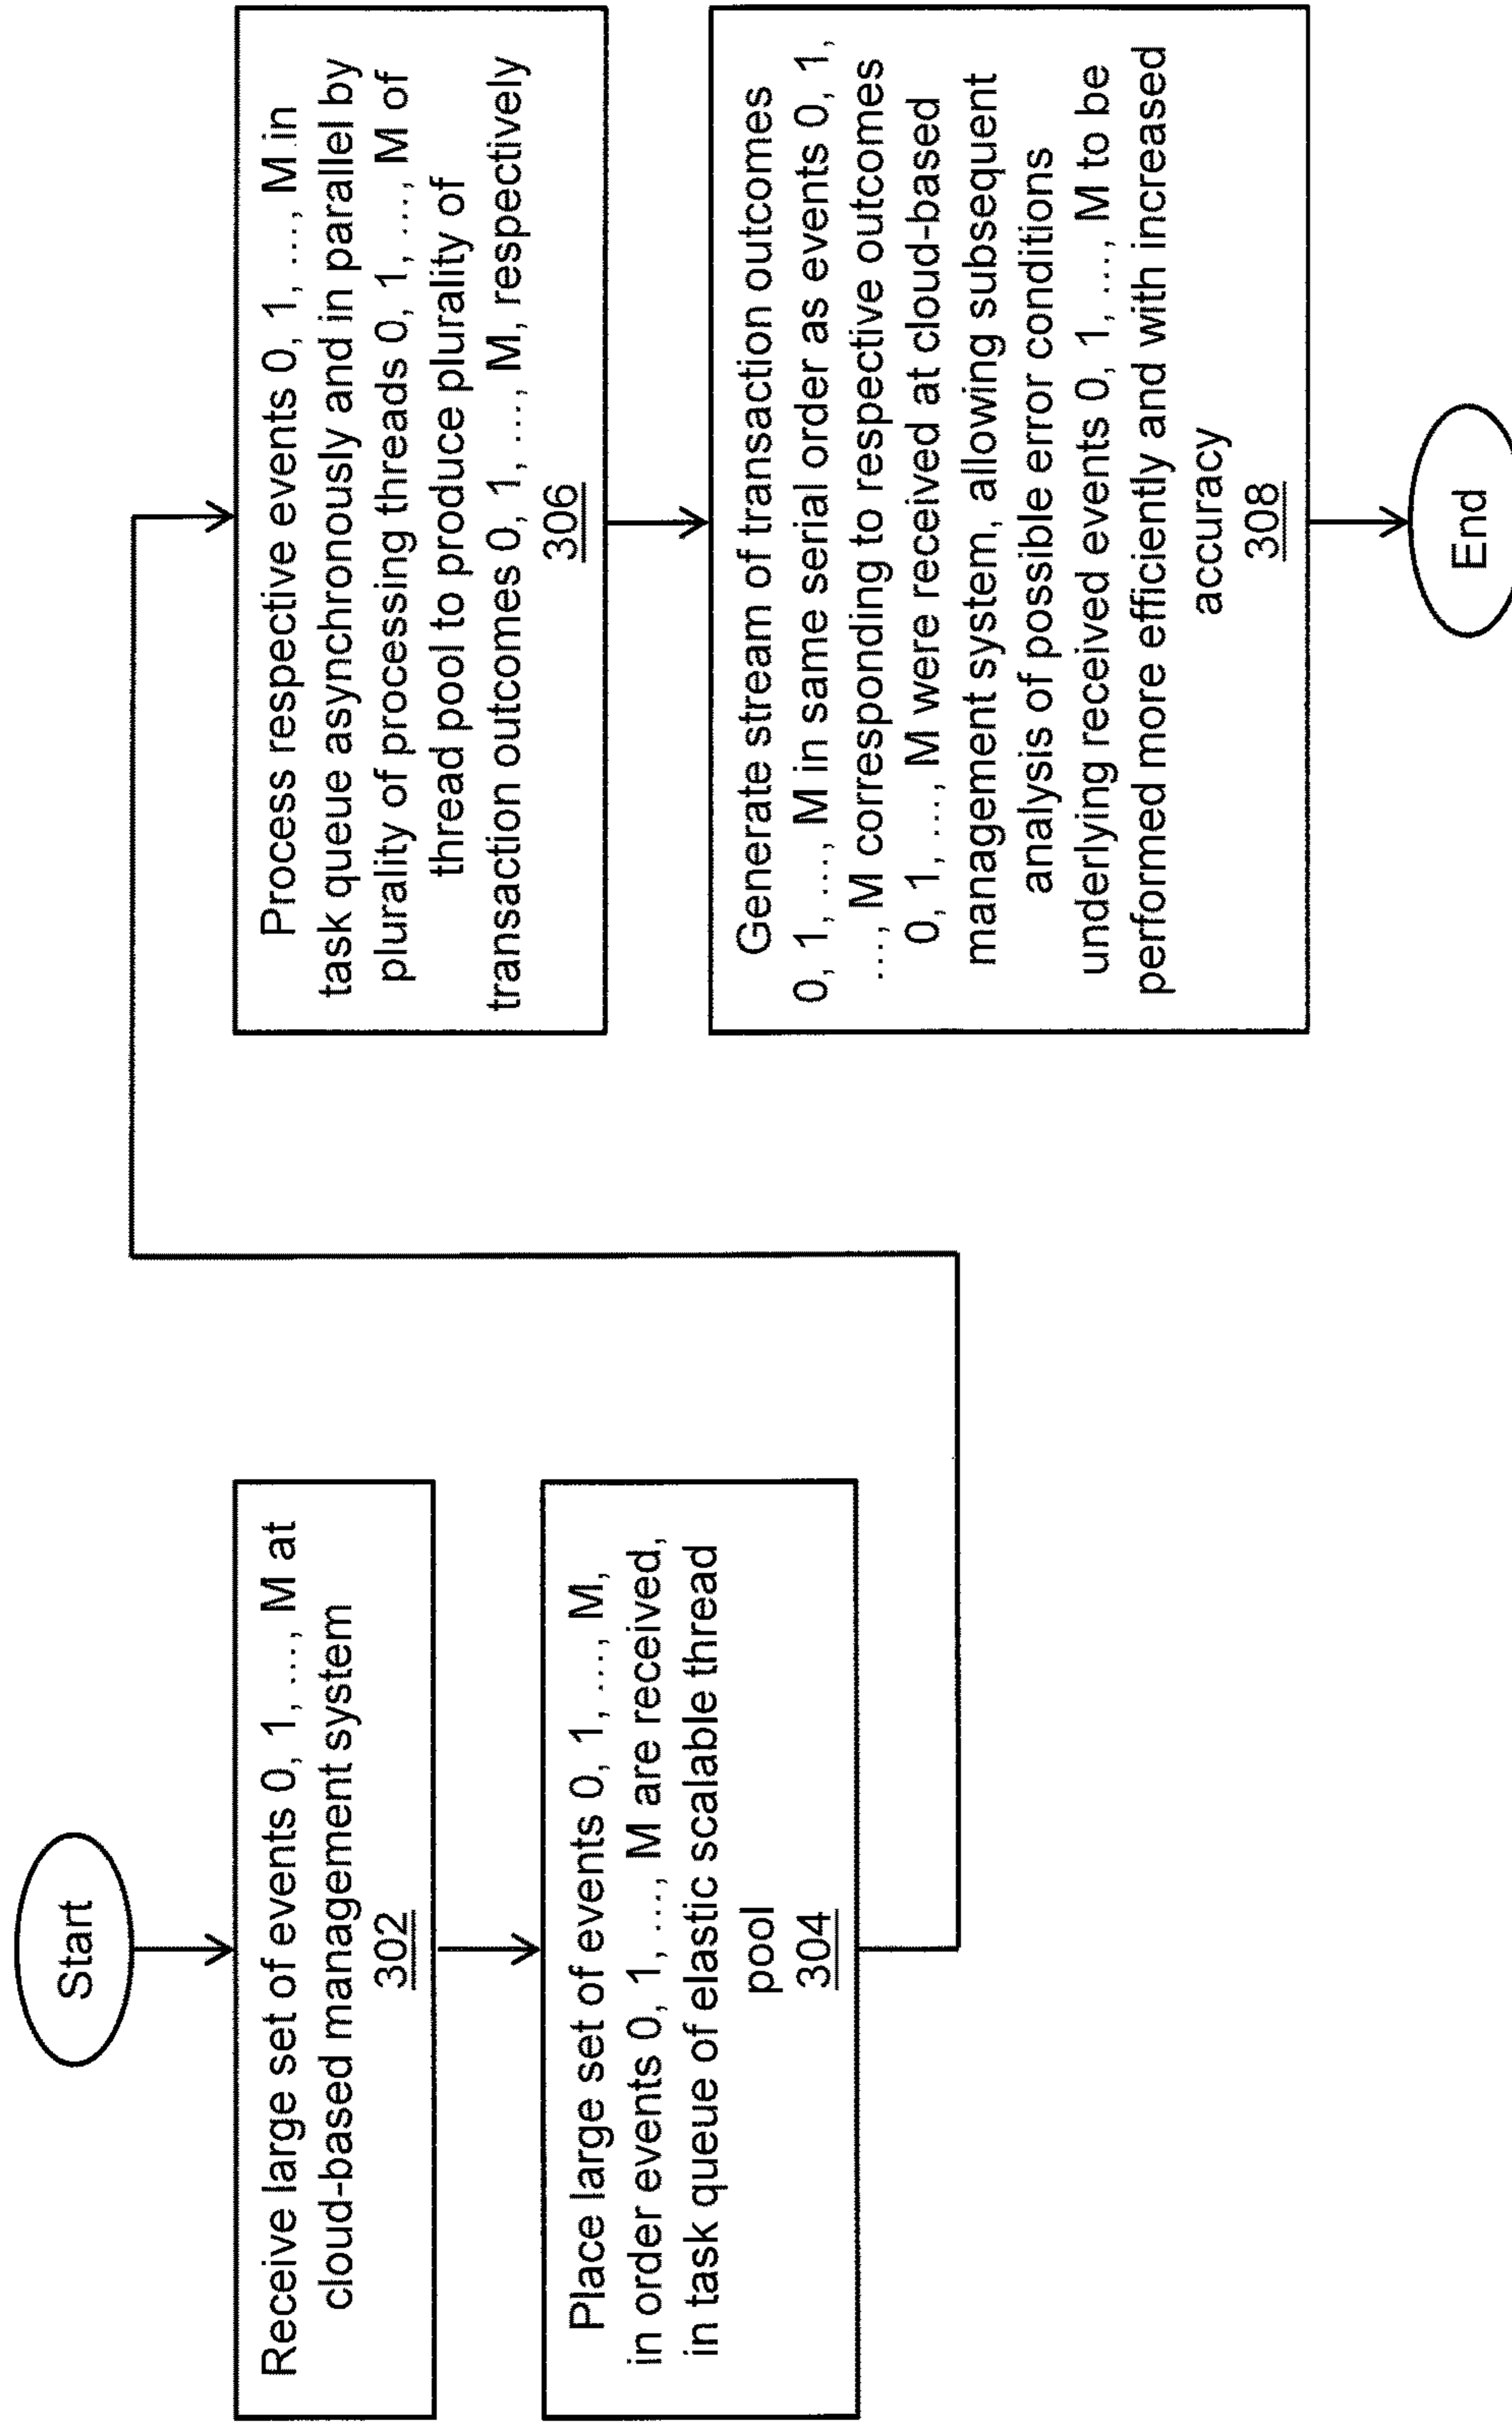 Start
Receive large set of events 0, 1, ..., M at
cloud-based management system
302
Place large set of events 0, 1, ..., M,
in order events 0, 1, ..., M are received,
in task queue of elastic scalable thread
pool
304
Process respective events 0, 1, ..., M in
task queue asynchronously and in parallel by
plurality of processing threads 0, 1, ..., M of
thread pool to produce plurality of
transaction outcomes 0, 1, ..., M, respectively
306
Generate stream of transaction outcomes
0, 1, ..., M in same serial order as events 0, 1,
..., M corresponding to respective outcomes
0, 1, ..., M were received at cloud-based
management system, allowing subsequent
analysis of possible error conditions
underlying received events 0, 1, ..., M to be
performed more efficiently and with increased
accuracy
308
End